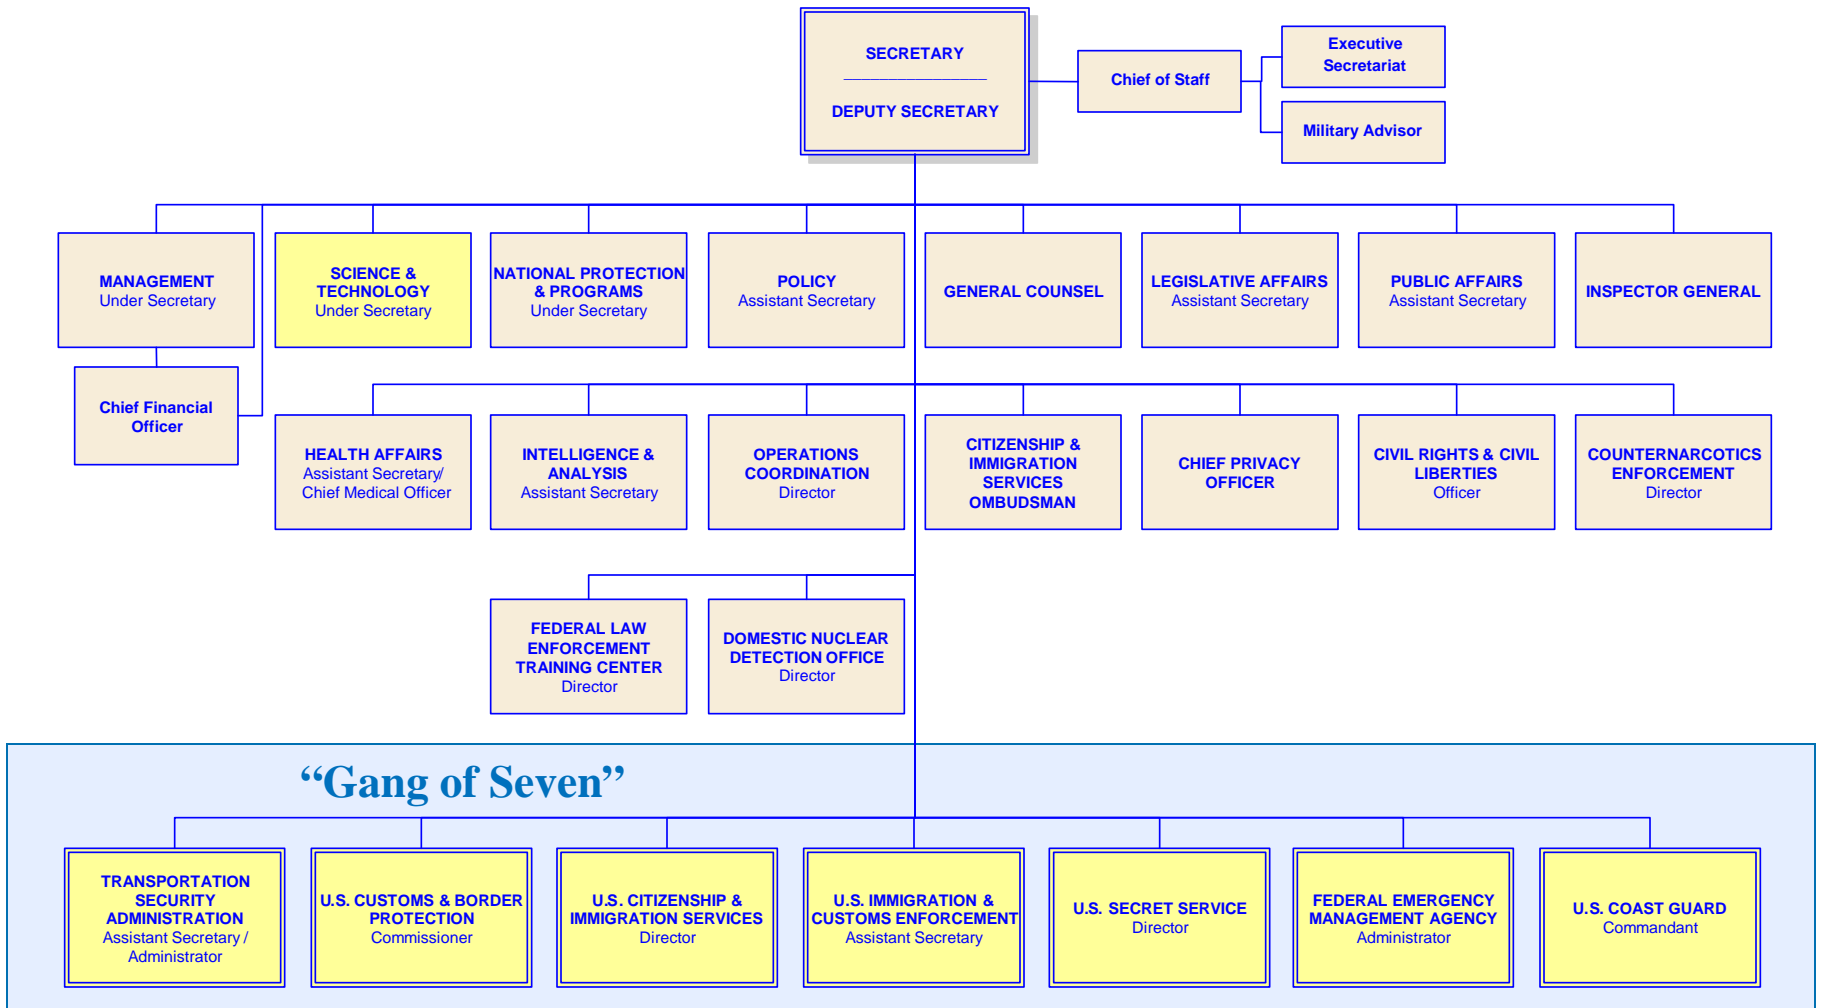 SECRETARY
DEPUTY SECRETARY
Chief of Staff
Executive
Secretariat
Military Advisor
MANAGEMENT
Under Secretary
SCIENCE &
TECHNOLOGY
Under Secretary
NATIONAL PROTECTION
& PROGRAMS
Under Secretary
POLICY
Assistant Secretary
GENERAL COUNSEL
LEGISLATIVE AFFAIRS
Assistant Secretary
PUBLIC AFFAIRS
Assistant Secretary
INSPECTOR GENERAL
Chief Financial
Officer
HEALTH AFFAIRS
Assistant Secretary/
Chief Medical Officer
INTELLIGENCE &
ANALYSIS
Assistant Secretary
OPERATIONS
COORDINATION
Director
CITIZENSHIP &
IMMIGRATION
SERVICES
OMBUDSMAN
CHIEF PRIVACY
OFFICER
CIVIL RIGHTS & CIVIL
LIBERTIES
Officer
COUNTERNARCOTICS
ENFORCEMENT
Director
FEDERAL LAW
ENFORCEMENT
TRAINING CENTER
Director
DOMESTIC NUCLEAR
DETECTION OFFICE
Director
“Gang of Seven”
TRANSPORTATION
SECURITY
ADMINISTRATION
Assistant Secretary /
Administrator
U.S. CUSTOMS & BORDER
PROTECTION
Commissioner
U.S. CITIZENSHIP &
IMMIGRATION SERVICES
Director
U.S. IMMIGRATION &
CUSTOMS ENFORCEMENT
Assistant Secretary
U.S. SECRET SERVICE
Director
FEDERAL EMERGENCY
MANAGEMENT AGENCY
Administrator
U.S. COAST GUARD
Commandant